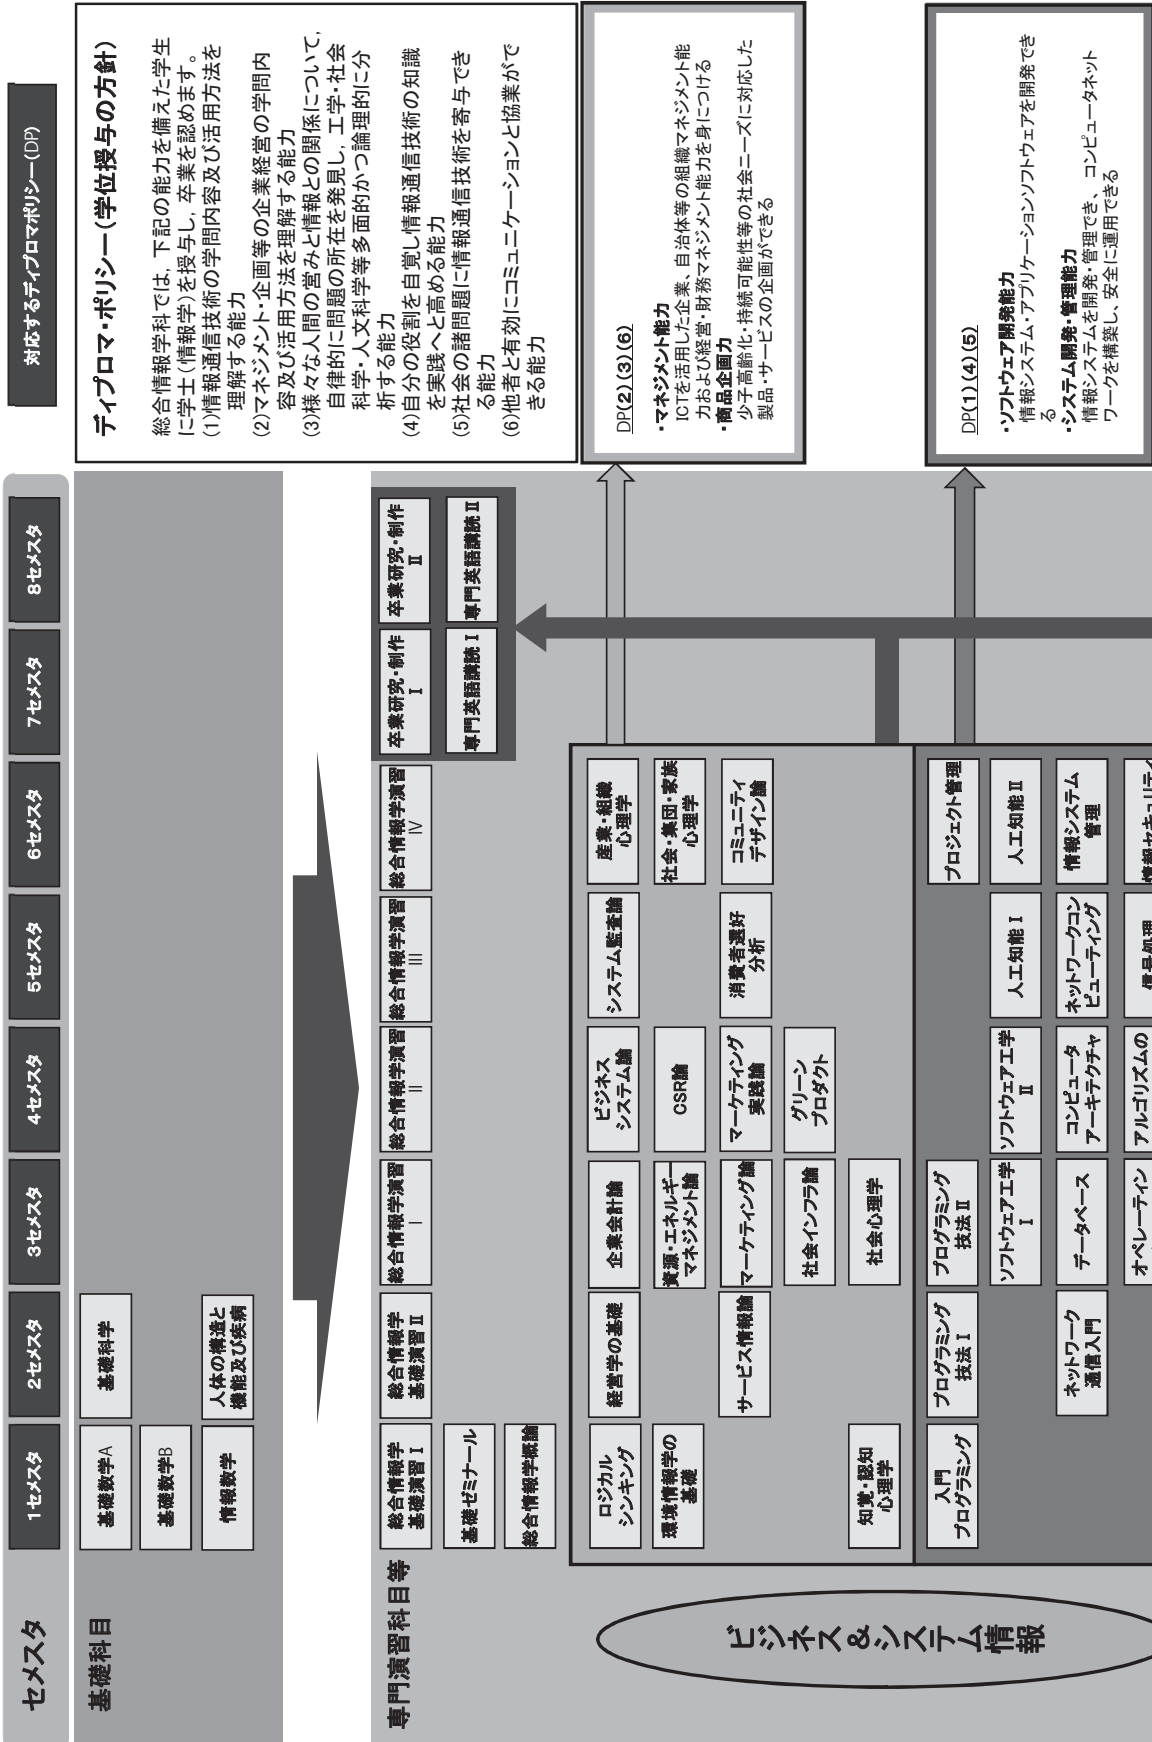 セメスタ
1セメスタ
2セメスタ
3セメスタ
4セメスタ
5セメスタ
6セメスタ
7セメスタ
8セメスタ
対応するディプロマポリシー(DP)
基礎科目
基礎数学A
基礎科学
基礎数学B
情報数学
人体の構造と
機能及び疾病
ディプロマ・ポリシー(学位授与の方針)
総合情報学科では，下記の能力を備えた学生
に学士(情報学)を授与し，卒業を認めます。
(1)情報通信技術の学問内容及び活用方法を
理解する能力
(2)マネジメント・企画等の企業経営の学問内
容及び活用方法を理解する能力
(3)様々な人間の営みと情報との関係について，
自律的に問題の所在を発見し，工学・社会
科学・人文科学等多面的かつ論理的に分
析する能力
(4)自分の役割を自覚し情報通信技術の知識
を実践へと高める能力
(5)社会の諸問題に情報通信技術を寄与でき
る能力
(6)他者と有効にコミュニケーションと協業がで
きる能力
専門演習科目等
総合情報学
基礎演習Ⅰ
総合情報学
基礎演習Ⅱ
総合情報学演習
Ⅰ
総合情報学演習
Ⅱ
総合情報学演習
Ⅲ
総合情報学演習
Ⅳ
卒業研究・制作
Ⅰ
卒業研究・制作
Ⅱ
基礎ゼミナール
専門英語講読Ⅰ
専門英語講読Ⅱ
総合情報学概論
ビジネス&システム情報
ロジカル
シンキング
経営学の基礎
企業会計論
ビジネス
システム論
システム監査論
産業・組織
心理学
環境情報学の
基礎
資源・エネルギー
マネジメント論
CSR論
社会・集団・家族
心理学
サービス情報論
マーケティング論
マーケティング
実践論
消費者選好
分析
コミュニティ
デザイン論
社会インフラ論
グリーン
プロダクト
知覚・認知
心理学
社会心理学
DP(2)(3)(6)
・マネジメント能力
ICTを活用した企業、自治体等の組織マネジメント能
力および経営・財務マネジメント能力を身につける
・商品企画力
少子高齢化・持続可能性等の社会ニーズに対応した
製品・サービスの企画ができる
入門
プログラミング
プログラミング
技法Ⅰ
プログラミング
技法Ⅱ
プロジェクト管理
ソフトウェア工学
Ⅰ
ソフトウェア工学
Ⅱ
人工知能Ⅰ
人工知能Ⅱ
ネットワーク
通信入門
データベース
コンピュータ
アーキテクチャ
ネットワークコン
ピューティング
情報システム
管理
オペレーティン
アルゴリズムの
信号処理
情報セキュリティ
DP(1)(4)(5)
・ソフトウェア開発能力
情報システム・アプリケーションソフトウェアを開発でき
る
・システム開発・管理能力
情報システムを開発・管理でき、コンピュータネット
ワークを構築し、安全に運用できる